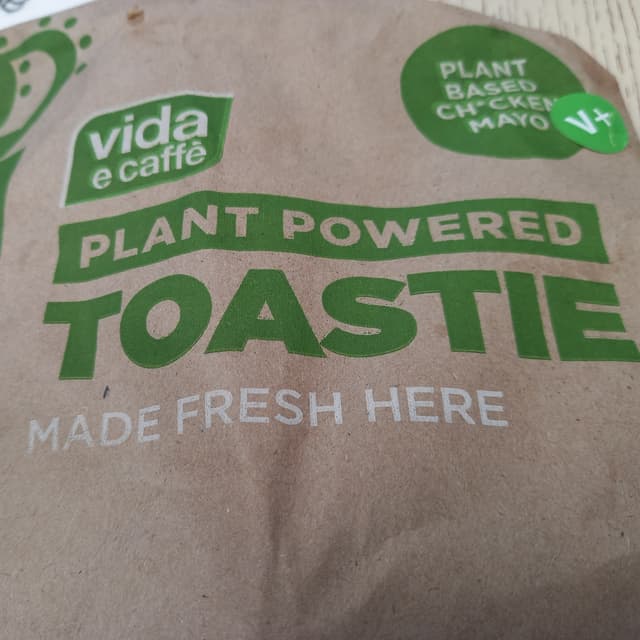 vida
e caffè
PLANT
BASED
CH*CKEN
MAYO
V+
PLANT POWERED
TOASTIE
MADE FRESH HERE